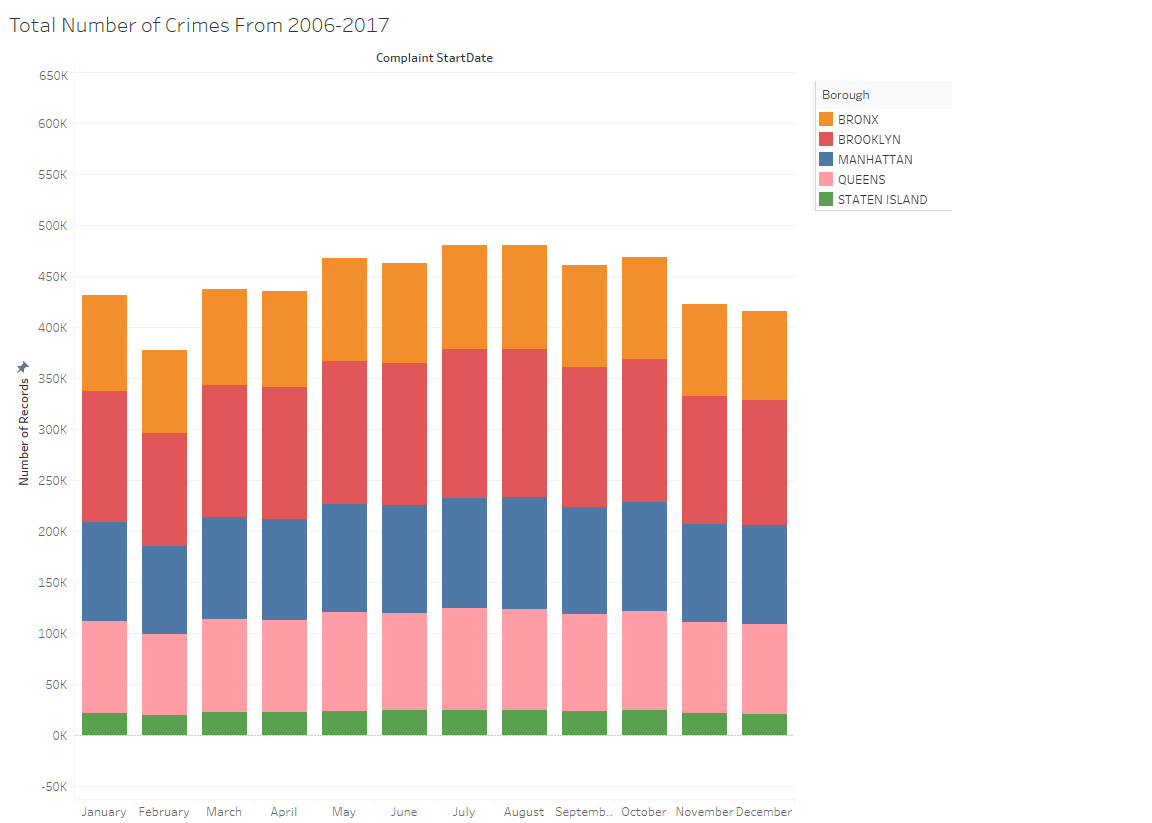 Total Number of Crimes From 2006-2017
Complaint StartDate
650K
600K
550K
500K
450K
400K
350K
300K
250K
200K
150K
100K
50K
0K
-50K
Number of Records
January February March April May June July August Septemb.. October November December
Borough
BRONX
BROOKLYN
MANHATTAN
QUEENS
STATEN ISLAND